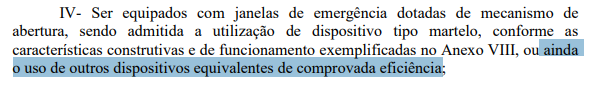 IV- Ser equipados com janelas de emergência dotadas de mecanismo de
abertura, sendo admitida a utilização de dispositivo tipo martelo, conforme as
características construtivas e de funcionamento exemplificadas no Anexo VIII, ou ainda
o uso de outros dispositivos equivalentes de comprovada eficiência;